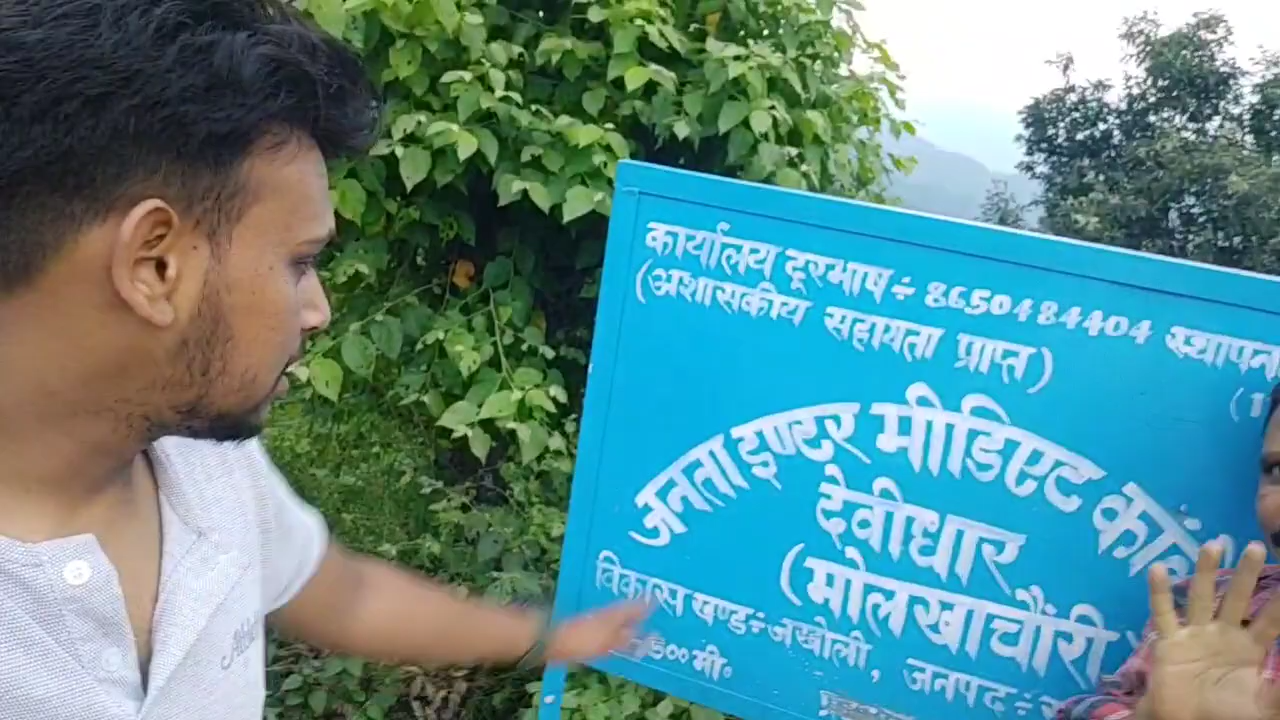 कार्यालय दूरभाष÷ 8650484404 स्थापना
(अशासकीय सहायता प्राप्त)
जनता इण्टर मीडिएट
देवीधार
(मोलखाचौंरी
विकास खण्ड÷जखोली, जनपद÷
मी॰